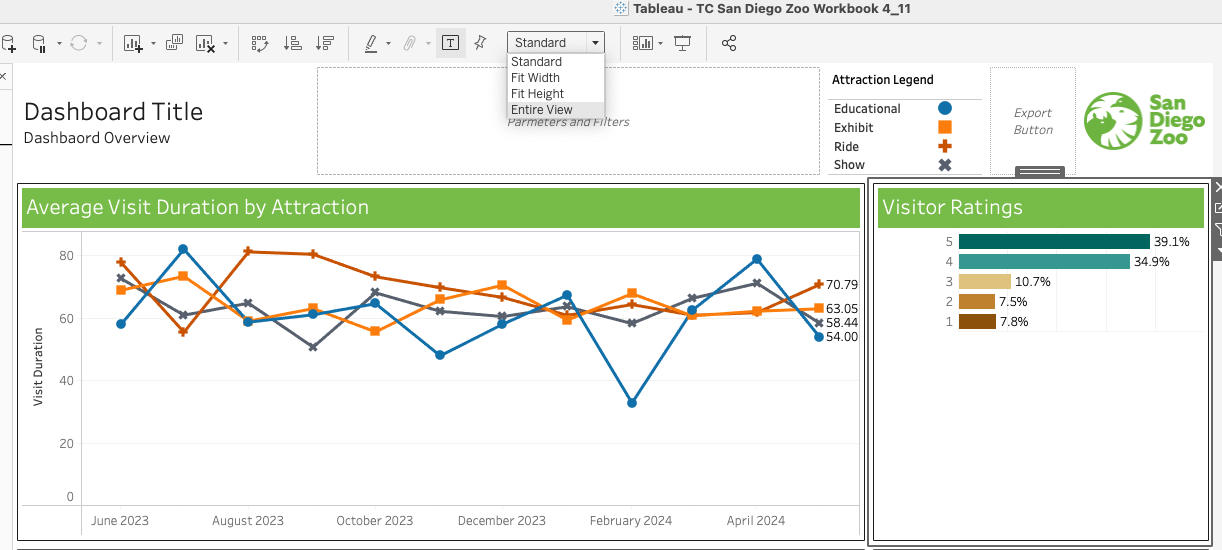 Tableau - TC San Diego Zoo Workbook 4_11
T
Standard
Standard
Fit Width
Fit Height
Entire View
Dashboard Title
Dashbaord Overview
Parmeters and Filters
Attraction Legend
Educational
Exhibit
Ride
Show
Export
Button
San
Diego
Zoo
Average Visit Duration by Attraction
Visit Duration
80
60
40
20
0
70.79
63.05
58.44
54.00
June 2023
August 2023
October 2023
December 2023
February 2024
April 2024
Visitor Ratings
5 39.1%
4 34.9%
3 10.7%
2 7.5%
1 7.8%